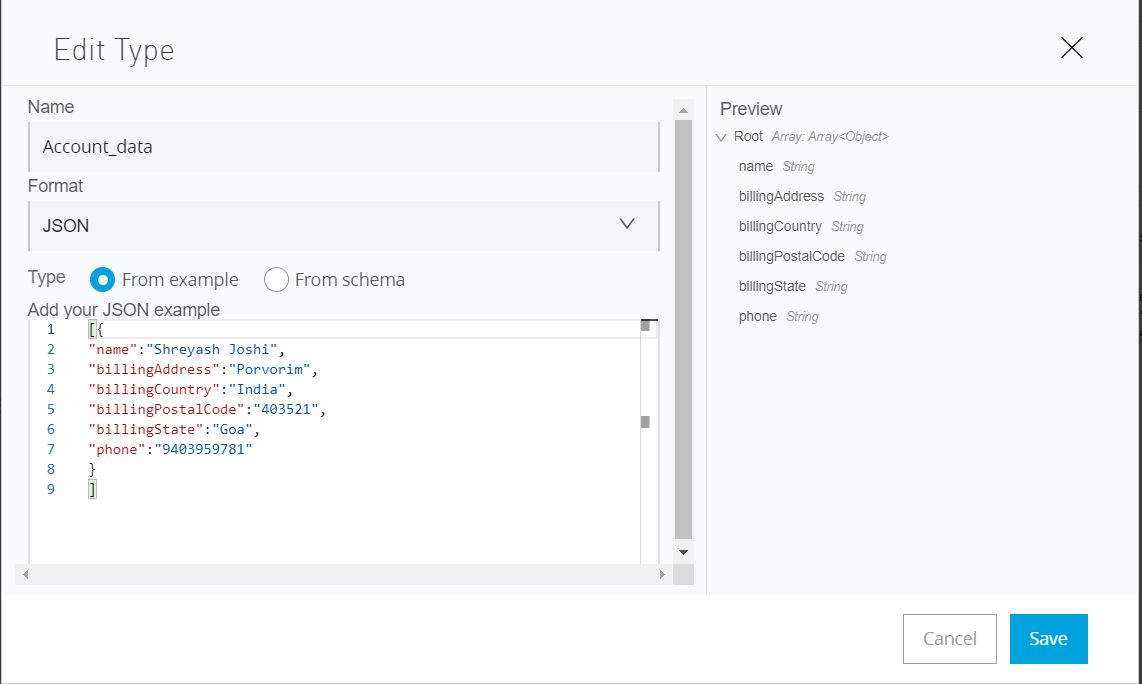 Edit Type
Name
Account_data
Format
JSON
Type From example From schema
Add your JSON example
1 [{
2 "name":"Shreyash Joshi",
3 "billingAddress":"Porvorim",
4 "billingCountry":"India",
5 "billingPostalCode":"403521",
6 "billingState":"Goa",
7 "phone":"9403959781"
8 }
9 ]
Preview
Root Array: Array<Object>
name String
billingAddress String
billingCountry String
billingPostalCode String
billingState String
phone String
Cancel Save